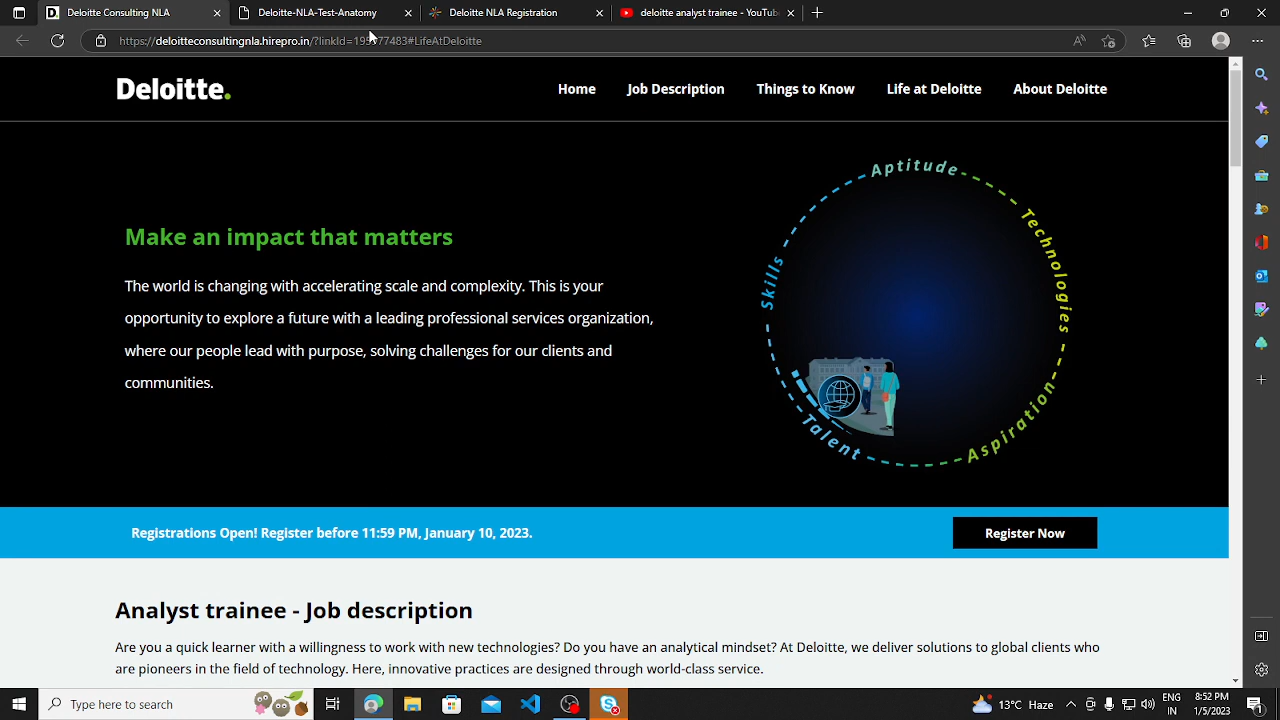 Deloitte Consulting NLA
Deloitte-NLA-Test-Anatomy
Deloitte NLA Registration
deloitte analyst trainee - YouTube
https://deloitteconsultingnla.hirepro.in/?linkId=195777483#LifeAtDeloitte
Deloitte.
Home
Job Description
Things to Know
Life at Deloitte
About Deloitte
Make an impact that matters
The world is changing with accelerating scale and complexity. This is your
opportunity to explore a future with a leading professional services organization,
where our people lead with purpose, solving challenges for our clients and
communities.
Aptitude
Technologies
Aspiration
Talent
Skills
Registrations Open! Register before 11:59 PM, January 10, 2023.
Register Now
Analyst trainee - Job description
Are you a quick learner with a willingness to work with new technologies? Do you have an analytical mindset? At Deloitte, we deliver solutions to global clients who
are pioneers in the field of technology. Here, innovative practices are designed through world-class service.
Type here to search
13°C Haze
ENG
IN
8:52 PM
1/5/2023
1